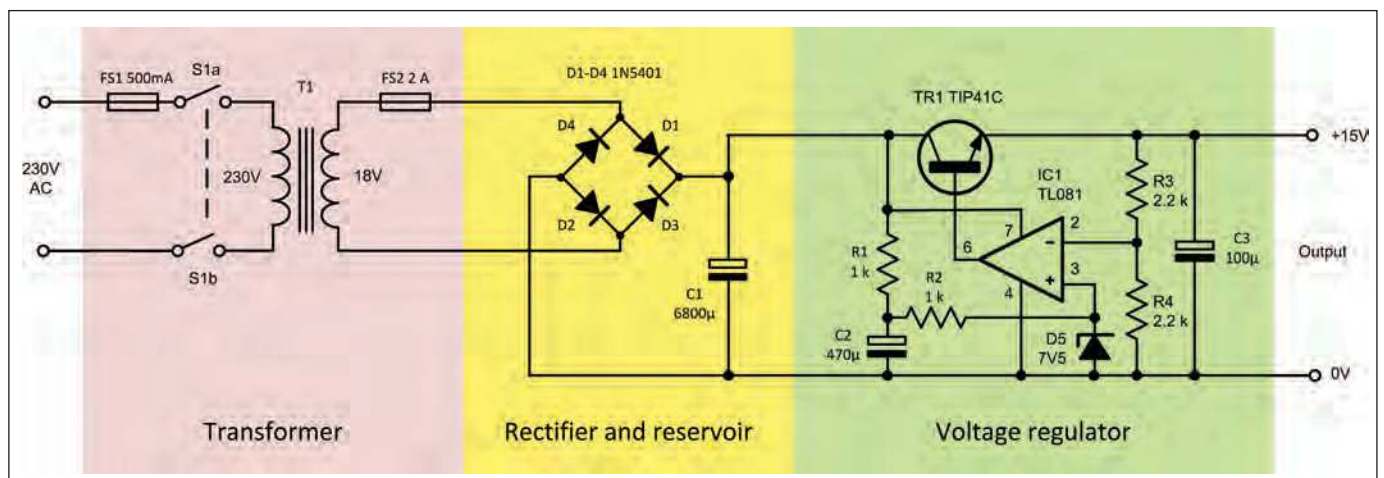 FS1 500mA
S1a
T1
FS2 2 A
230V
AC
230V
18V
S1b
Transformer
D1-D4 1N5401
D4
D1
D2
D3
C1
6800µ
Rectifier and reservoir
TR1 TIP41C
IC1
TL081
7
2
6
3
4
R1
1 k
R2
1 k
C2
470µ
D5
7V5
R3
2.2 k
R4
2.2 k
C3
100µ
+15V
Output
0V
Voltage regulator